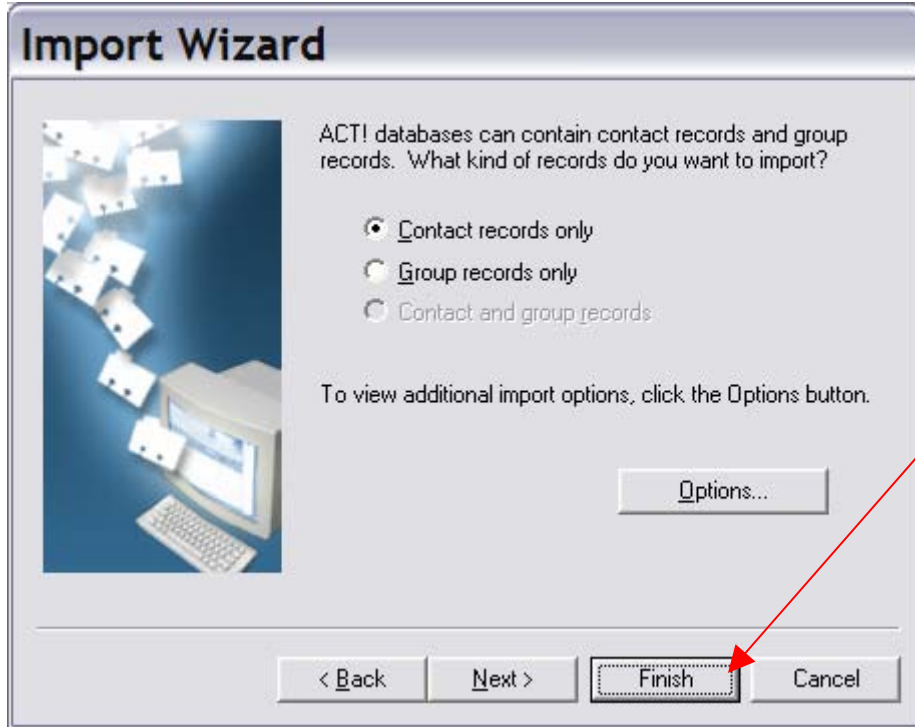 Import Wizard
ACT! databases can contain contact records and group
records. What kind of records do you want to import?
Contact records only
Group records only
Contact and group records
To view additional import options, click the Options button.
Options...
< Back Next > Finish Cancel